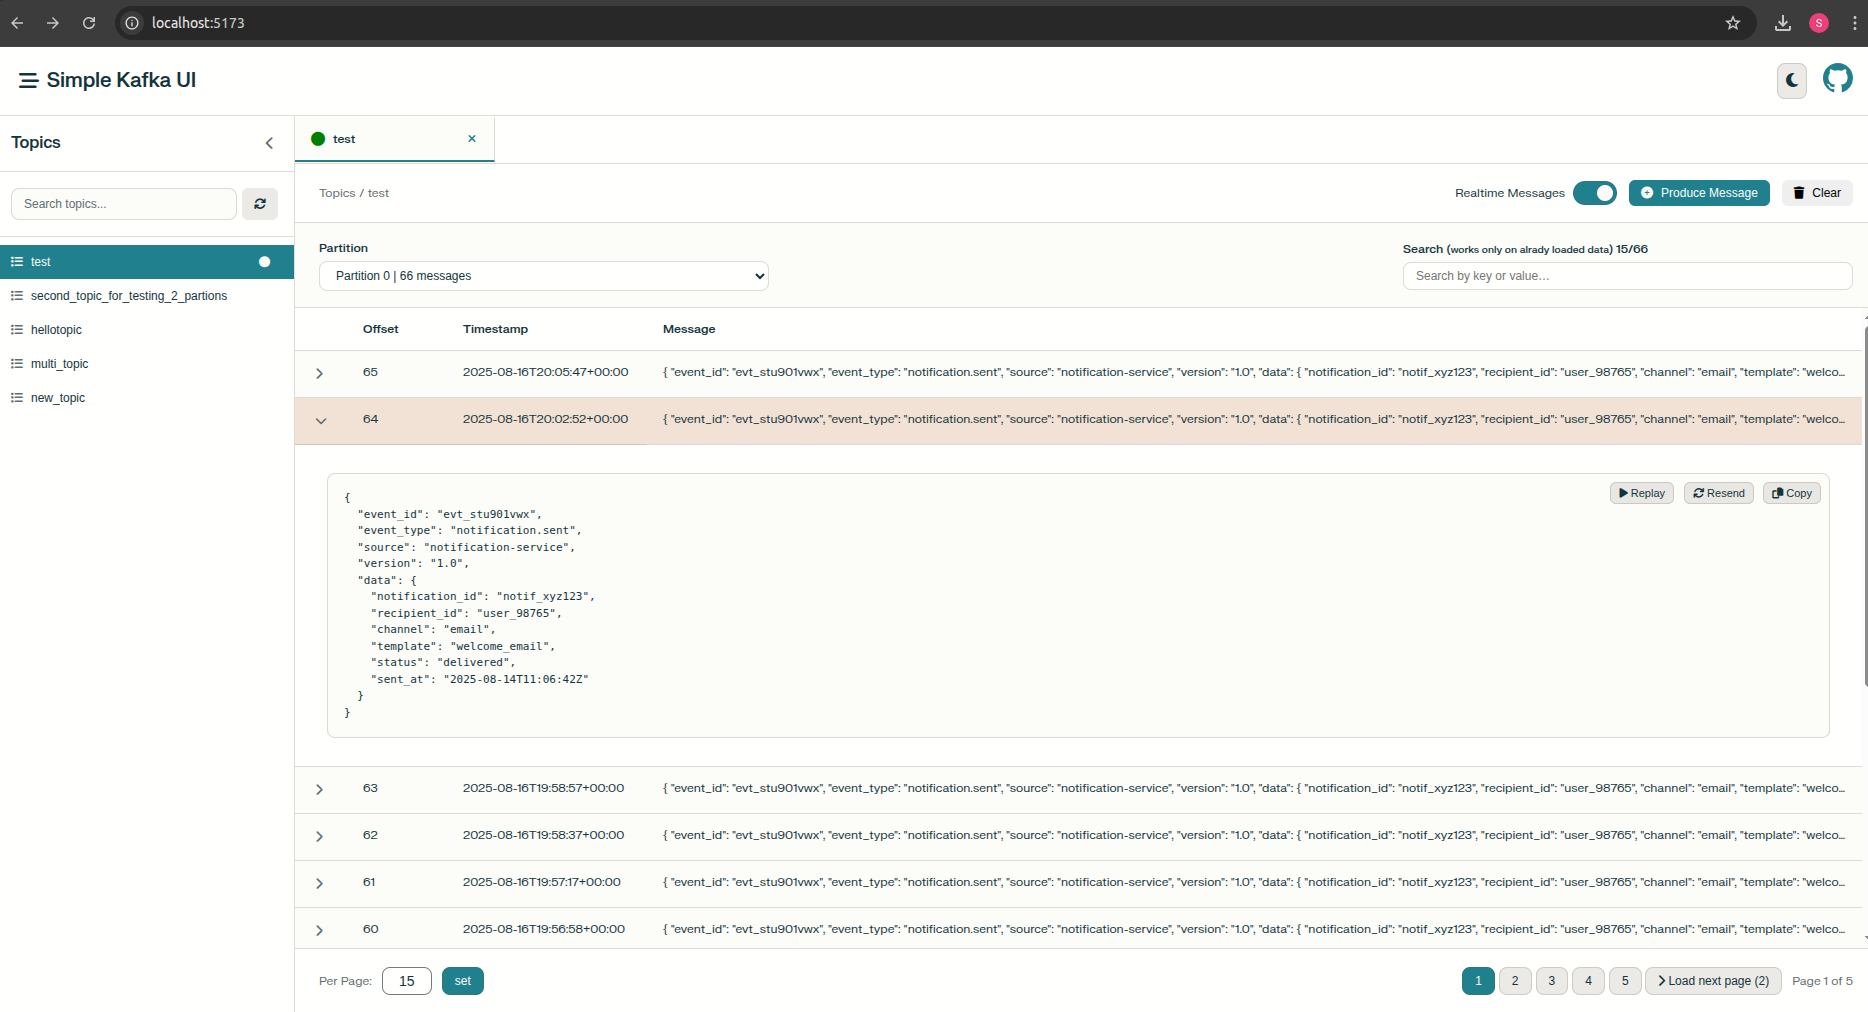 localhost:5173
S
Simple Kafka UI
Topics
test
Topics / test
Realtime Messages
Produce Message
Clear
Search topics...
test
second_topic_for_testing_2_partions
hellotopic
multi_topic
new_topic
Partition
Partition 0 | 66 messages
Search (works only on alrady loaded data) 15/66
Search by key or value...
Offset Timestamp Message
65 2025-08-16T20:05:47+00:00 { "event_id": "evt_stu901vwx", "event_type": "notification.sent", "source": "notification-service", "version": "1.0", "data": { "notification_id": "notif_xyz123", "recipient_id": "user_98765", "channel": "email", "template": "welco...
64 2025-08-16T20:02:52+00:00 { "event_id": "evt_stu901vwx", "event_type": "notification.sent", "source": "notification-service", "version": "1.0", "data": { "notification_id": "notif_xyz123", "recipient_id": "user_98765", "channel": "email", "template": "welco...
Replay Resend Copy
{
  "event_id": "evt_stu901vwx",
  "event_type": "notification.sent",
  "source": "notification-service",
  "version": "1.0",
  "data": {
    "notification_id": "notif_xyz123",
    "recipient_id": "user_98765",
    "channel": "email",
    "template": "welcome_email",
    "status": "delivered",
    "sent_at": "2025-08-14T11:06:42Z"
  }
}
63 2025-08-16T19:58:57+00:00 { "event_id": "evt_stu901vwx", "event_type": "notification.sent", "source": "notification-service", "version": "1.0", "data": { "notification_id": "notif_xyz123", "recipient_id": "user_98765", "channel": "email", "template": "welco...
62 2025-08-16T19:58:37+00:00 { "event_id": "evt_stu901vwx", "event_type": "notification.sent", "source": "notification-service", "version": "1.0", "data": { "notification_id": "notif_xyz123", "recipient_id": "user_98765", "channel": "email", "template": "welco...
61 2025-08-16T19:57:17+00:00 { "event_id": "evt_stu901vwx", "event_type": "notification.sent", "source": "notification-service", "version": "1.0", "data": { "notification_id": "notif_xyz123", "recipient_id": "user_98765", "channel": "email", "template": "welco...
60 2025-08-16T19:56:58+00:00 { "event_id": "evt_stu901vwx", "event_type": "notification.sent", "source": "notification-service", "version": "1.0", "data": { "notification_id": "notif_xyz123", "recipient_id": "user_98765", "channel": "email", "template": "welco...
Per Page: 15 set
1 2 3 4 5 Load next page (2) Page 1 of 5